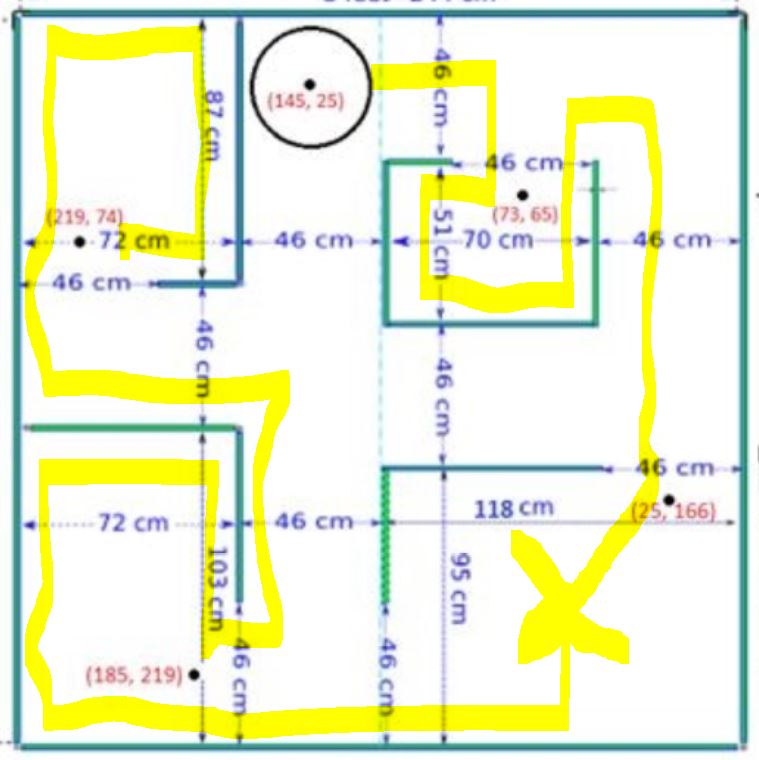 87 cm
(145, 25)
46 cm
46 cm
(219, 74)
72 cm
46 cm
51 cm
(73, 65)
70 cm
46 cm
46 cm
46 cm
46 cm
46 cm
72 cm
46 cm
118 cm
(25, 166)
103 cm
95 cm
(185, 219)
46 cm
46 cm